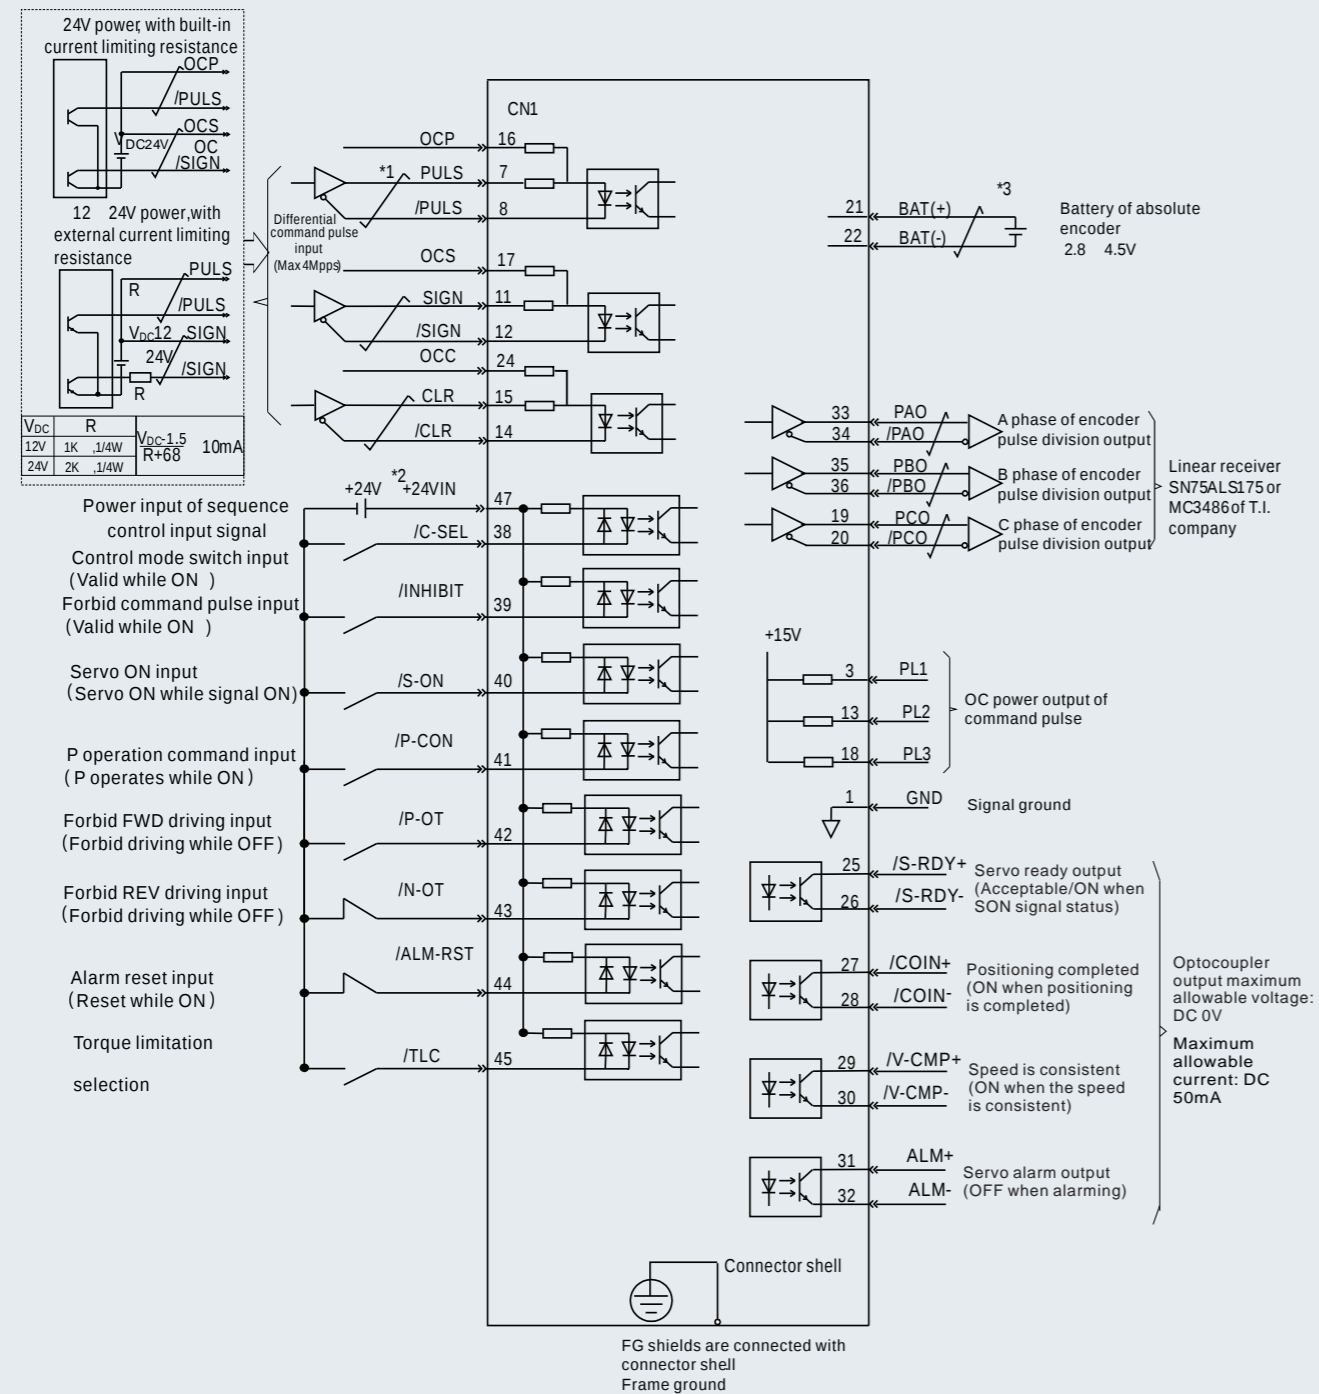 24V power, with built-in
current limiting resistance
OCP
/PULS
OCS
DC24V
OC
/SIGN
12 24V power,with
external current limiting
resistance
PULS
R
/PULS
VDC12 SIGN
24V
/SIGN
R
VDC R
12V 1K ,1/4W
24V 2K ,1/4W
VDC-1.5
R+68
10mA
Differential
command pulse
input
(Max4Mpps)
CN1
OCP 16
*1 PULS 7
/PULS 8
OCS 17
SIGN 11
/SIGN 12
OCC 24
CLR 15
/CLR 14
Power input of sequence
control input signal
+24V
*2
+24VIN 47
/C-SEL 38
Control mode switch input
(Valid while ON )
/INHIBIT 39
Forbid command pulse input
(Valid while ON )
Servo ON input
(Servo ON while signal ON)
/S-ON 40
P operation command input
(P operates while ON)
/P-CON 41
Forbid FWD driving input
(Forbid driving while OFF)
/P-OT 42
Forbid REV driving input
(Forbid driving while OFF)
/N-OT 43
Alarm reset input
(Reset while ON)
/ALM-RST 44
Torque limitation
selection
/TLC 45
*3
21 BAT(+)
22 BAT(-)
Battery of absolute
encoder
2.8 4.5V
33 PAO
34 /PAO
A phase of encoder
pulse division output
35 PBO
36 /PBO
B phase of encoder
pulse division output
19 PCO
20 /PCO
C phase of encoder
pulse division output
Linear receiver
SN75ALS175 or
MC3486 of T.I.
company
+15V
3 PL1
13 PL2
18 PL3
OC power output of
command pulse
1 GND
Signal ground
25 /S-RDY+
26 /S-RDY-
Servo ready output
(Acceptable/ON when
SON signal status)
27 /COIN+
28 /COIN-
Positioning completed
(ON when positioning
is completed)
29 /V-CMP+
30 /V-CMP-
Speed is consistent
(ON when the speed
is consistent)
31 ALM+
32 ALM-
Servo alarm output
(OFF when alarming)
Optocoupler
output maximum
allowable voltage:
DC 0V
Maximum
allowable
current: DC
50mA
Connector shell
FG shields are connected with
connector shell
Frame ground